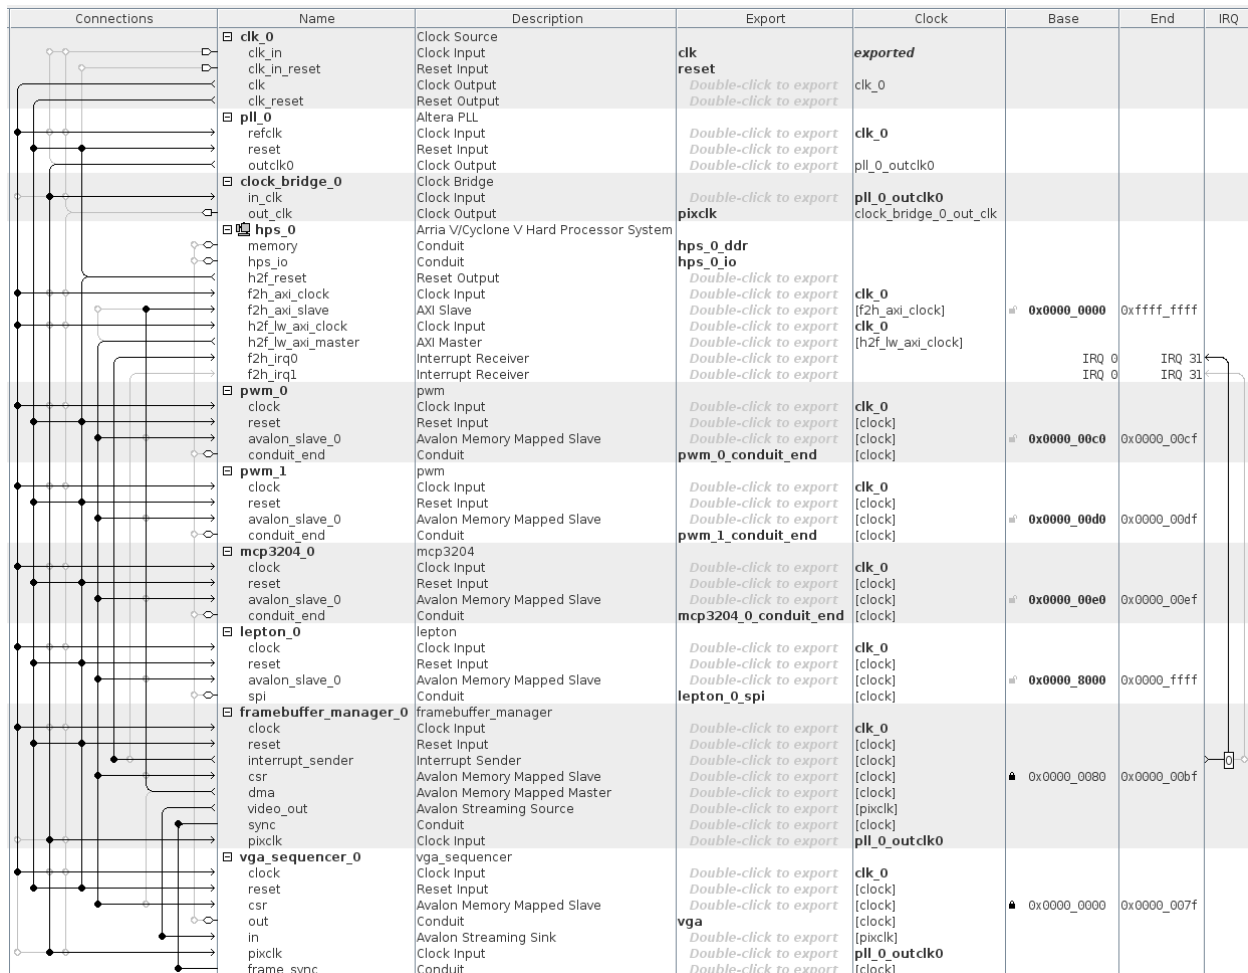 Connections Name Description Export Clock Base End IRQ
clk_0 Clock Source
clk_in Clock Input clk exported
clk_in_reset Reset Input reset
clk Clock Output Double-click to export clk_0
clk_reset Reset Output Double-click to export
pll_0 Altera PLL
refclk Clock Input Double-click to export clk_0
reset Reset Input Double-click to export
outclk0 Clock Output Double-click to export pll_0_outclk0
clock_bridge_0 Clock Bridge
in_clk Clock Input Double-click to export pll_0_outclk0
out_clk Clock Output pixclk clock_bridge_0_out_clk
hps_0 Arria V/Cyclone V Hard Processor System
memory Conduit hps_0_ddr
hps_io Conduit hps_0_io
h2f_reset Reset Output Double-click to export
f2h_axi_clock Clock Input Double-click to export clk_0
f2h_axi_slave AXI Slave Double-click to export [f2h_axi_clock] 0x0000_0000 0xffff_ffff
h2f_lw_axi_clock Clock Input Double-click to export clk_0
h2f_lw_axi_master AXI Master Double-click to export [h2f_lw_axi_clock]
f2h_irq0 Interrupt Receiver Double-click to export IRQ 0 IRQ 31
f2h_irq1 Interrupt Receiver Double-click to export IRQ 0 IRQ 31
pwm_0 pwm
clock Clock Input Double-click to export clk_0
reset Reset Input Double-click to export [clock]
avalon_slave_0 Avalon Memory Mapped Slave Double-click to export [clock] 0x0000_00c0 0x0000_00cf
conduit_end Conduit pwm_0_conduit_end [clock]
pwm_1 pwm
clock Clock Input Double-click to export clk_0
reset Reset Input Double-click to export [clock]
avalon_slave_0 Avalon Memory Mapped Slave Double-click to export [clock] 0x0000_00d0 0x0000_00df
conduit_end Conduit pwm_1_conduit_end [clock]
mcp3204_0 mcp3204
clock Clock Input Double-click to export clk_0
reset Reset Input Double-click to export [clock]
avalon_slave_0 Avalon Memory Mapped Slave Double-click to export [clock] 0x0000_00e0 0x0000_00ef
conduit_end Conduit mcp3204_0_conduit_end [clock]
lepton_0 lepton
clock Clock Input Double-click to export clk_0
reset Reset Input Double-click to export [clock]
avalon_slave_0 Avalon Memory Mapped Slave Double-click to export [clock] 0x0000_8000 0x0000_ffff
spi Conduit lepton_0_spi [clock]
framebuffer_manager_0 framebuffer_manager
clock Clock Input Double-click to export clk_0
reset Reset Input Double-click to export [clock]
interrupt_sender Interrupt Sender Double-click to export [clock] 0
csr Avalon Memory Mapped Slave Double-click to export [clock] 0x0000_0080 0x0000_00bf
dma Avalon Memory Mapped Master Double-click to export [clock]
video_out Avalon Streaming Source Double-click to export [pixclk]
sync Conduit Double-click to export [clock]
pixclk Clock Input Double-click to export pll_0_outclk0
vga_sequencer_0 vga_sequencer
clock Clock Input Double-click to export clk_0
reset Reset Input Double-click to export [clock]
csr Avalon Memory Mapped Slave Double-click to export [clock] 0x0000_0000 0x0000_007f
out Conduit vga [clock]
in Avalon Streaming Sink Double-click to export [pixclk]
pixclk Clock Input Double-click to export pll_0_outclk0
frame_sync Conduit Double-click to export [clock]